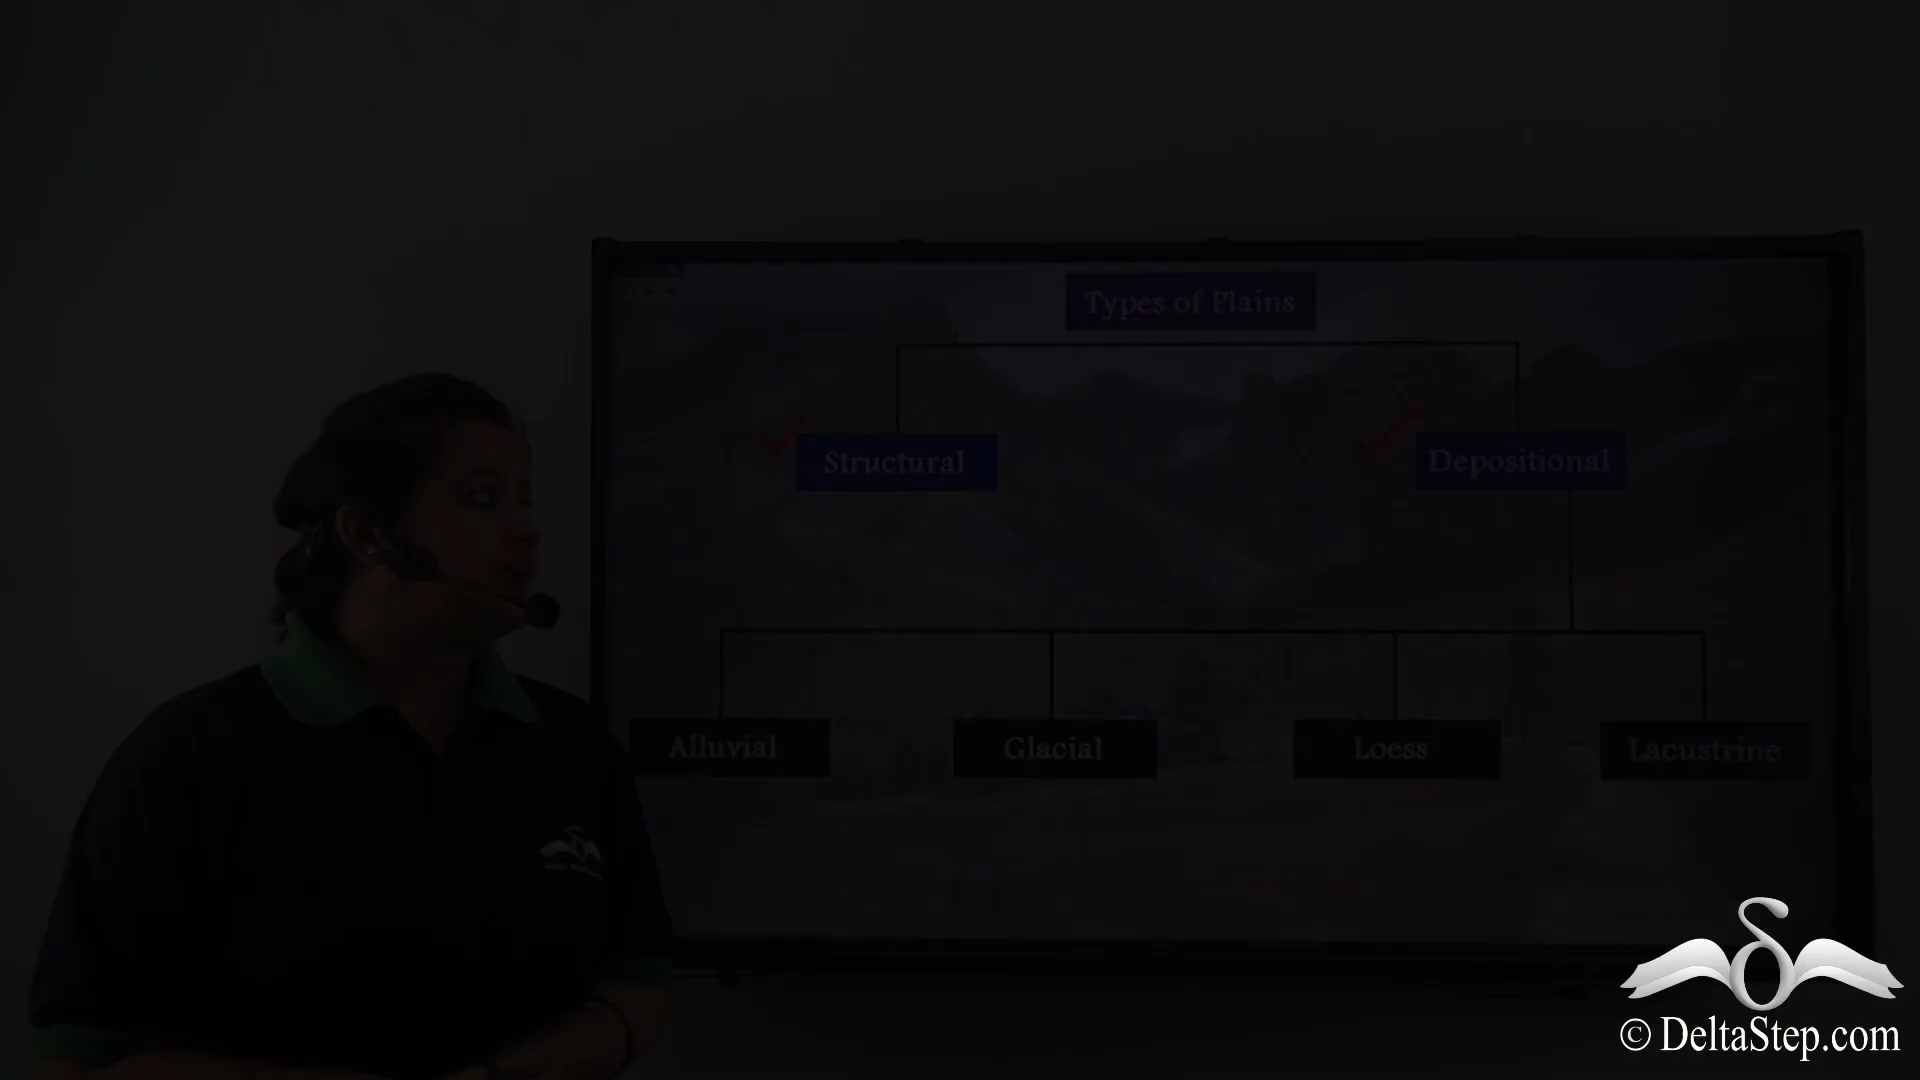 Types of Plains
Structural
Depositional
Alluvial
Glacial
Loess
Lacustrine
© DeltaStep.com